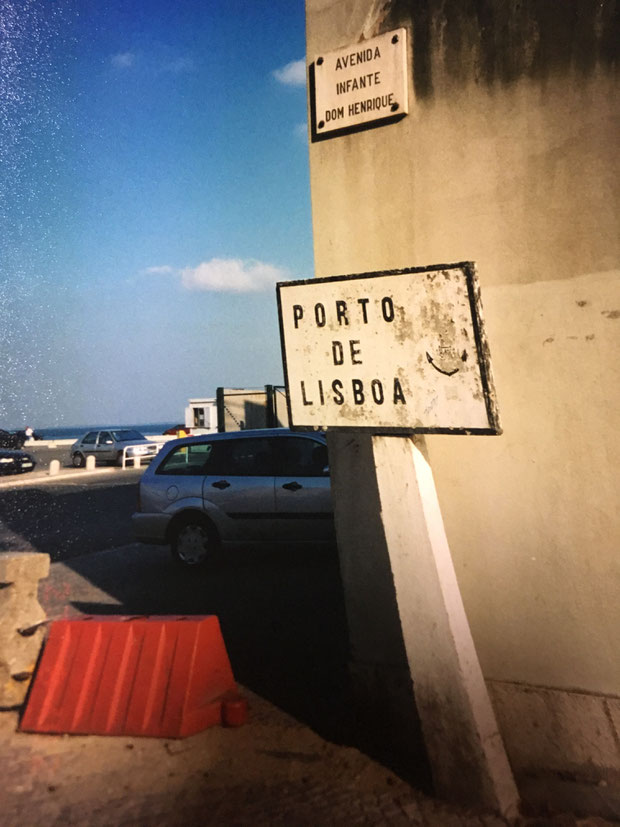 AVENIDA
INFANTE
DOM HENRIQUE
PORTO
DE
LISBOA